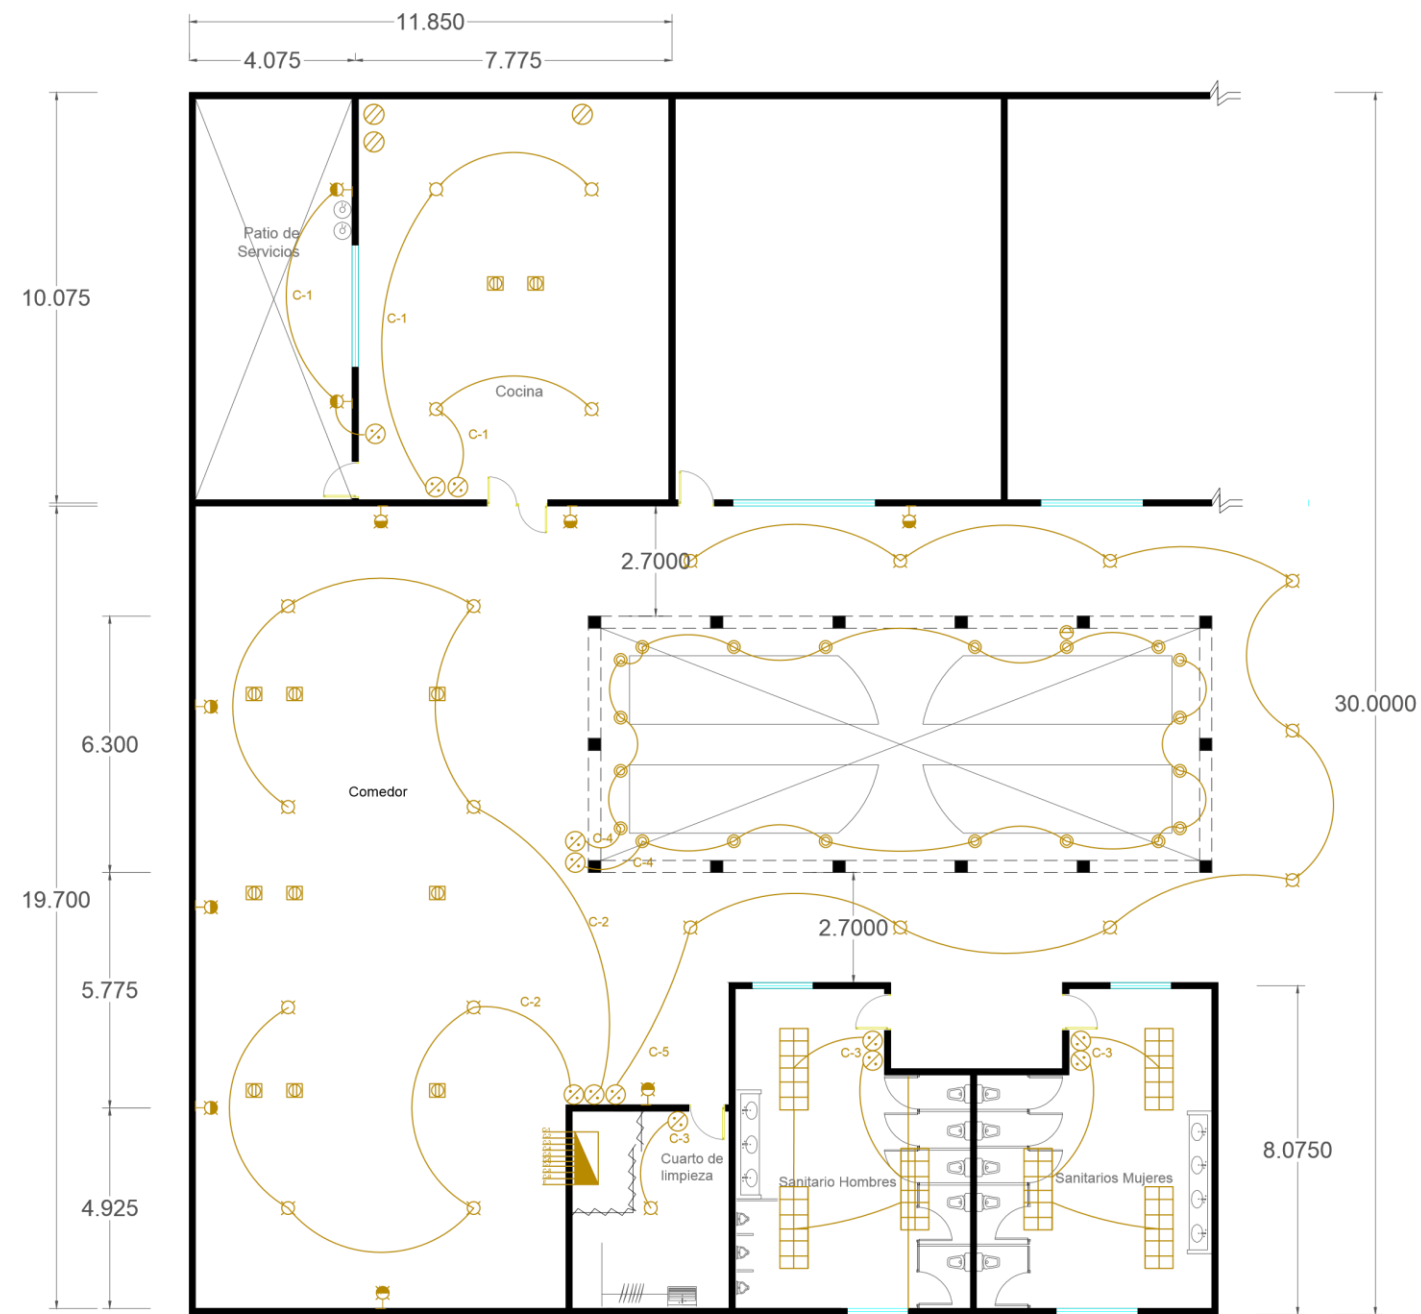 11.850
4.075
7.775
10.075
Patio de
Servicios
C-1
C-1
Cocina
C-1
2.7000
30.0000
6.300
Comedor
C-4
C-4
19.700
C-2
2.7000
5.775
C-2
C-5
C-3
C-3
C-3
8.0750
Cuarto de
limpieza
Sanitario Hombres
Sanitarios Mujeres
4.925